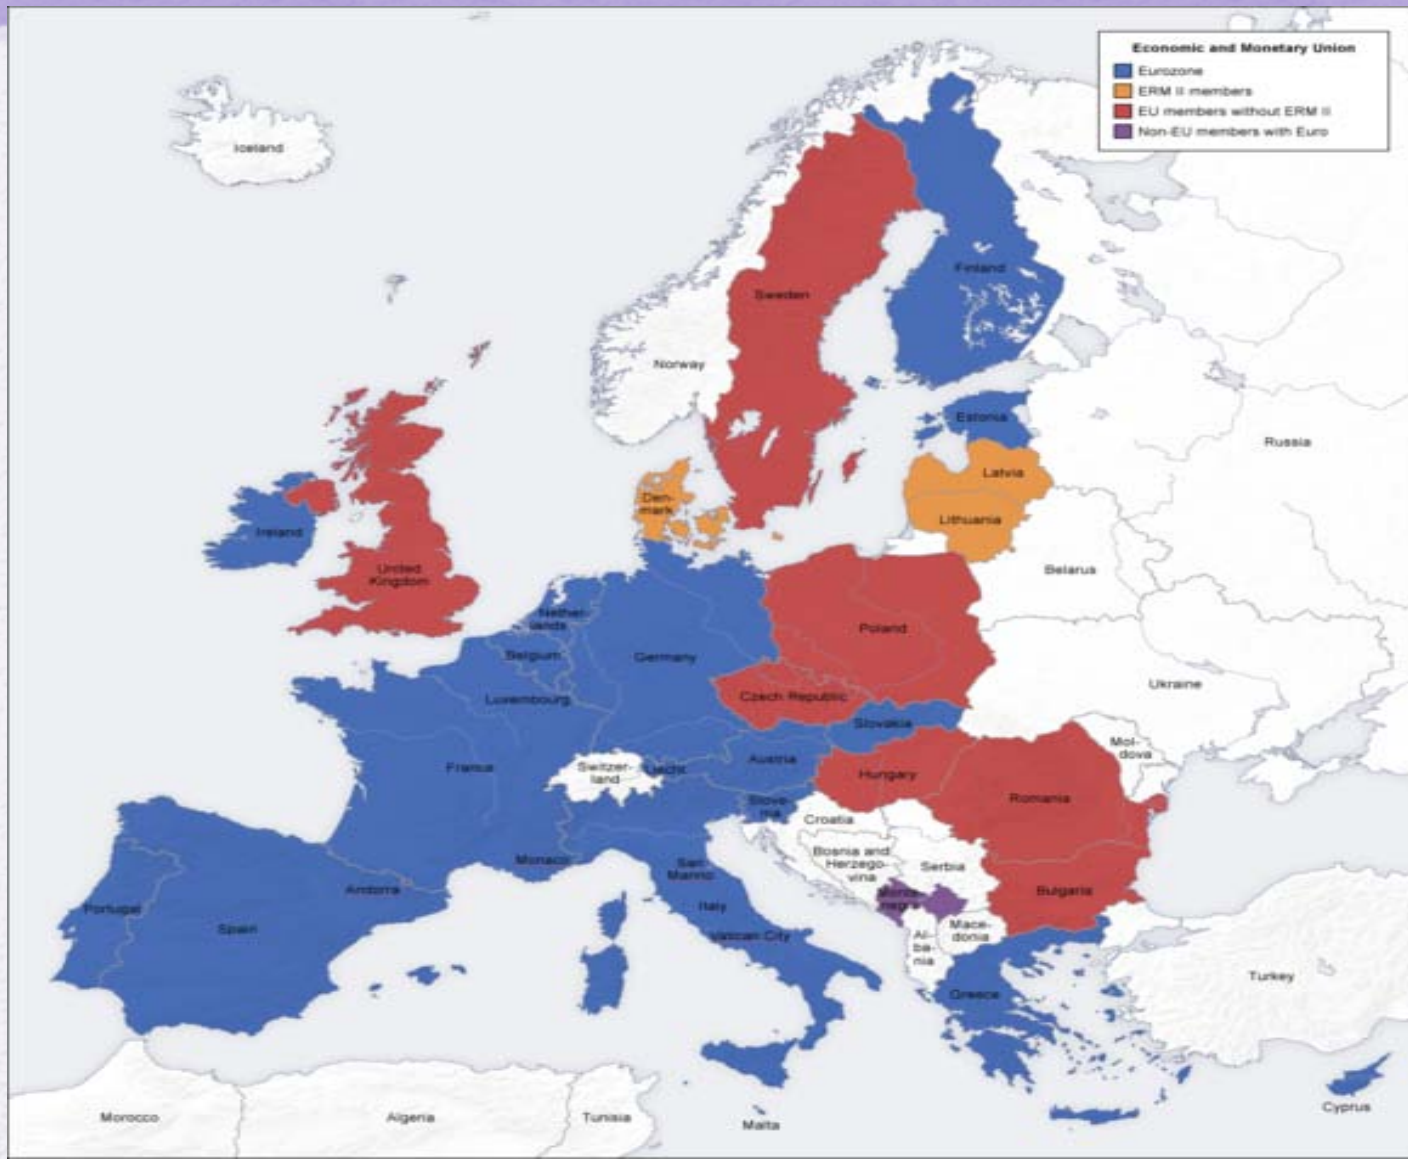 Economic and Monetary Union
Eurozone
ERM II members
EU members without ERM II
Non-EU members with Euro
Iceland
Finland
Sweden
Norway
Estonia
Russia
Latvia
Den-
mark
Lithuania
Ireland
United
Kingdom
Belarus
Nether-
lands
Poland
Belgium
Germany
Ukraine
Czech Republic
Luxembourg
Slovakia
Mol-
dova
Austria
France
Switzer-
land
Liecht.
Hungary
Romania
Slove-
nia
Croatia
Bosnia and
Herzego-
vina
Serbia
Monaco
San
Marino
Andorra
Bulgaria
Monte-
negro
Italy
Portugal
Spain
Vatican City
Mace-
donia
Al-
ba-
nia
Turkey
Greece
Cyprus
Morocco
Algeria
Tunisia
Malta